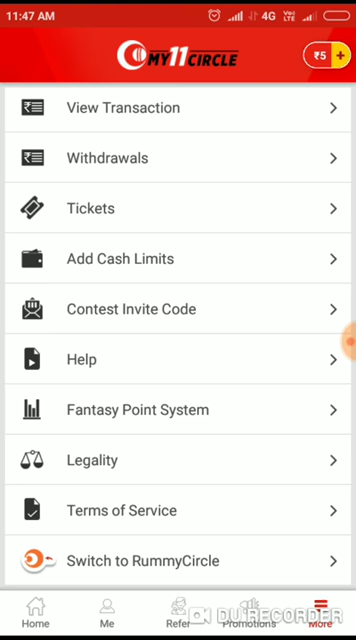 11:47 AM
4G
VoLTE
MY11CIRCLE
₹5 +
View Transaction
Withdrawals
Tickets
Add Cash Limits
Contest Invite Code
Help
Fantasy Point System
Legality
Terms of Service
Switch to RummyCircle
Home
Me
Refer
Promotions
More
DU RECORDER